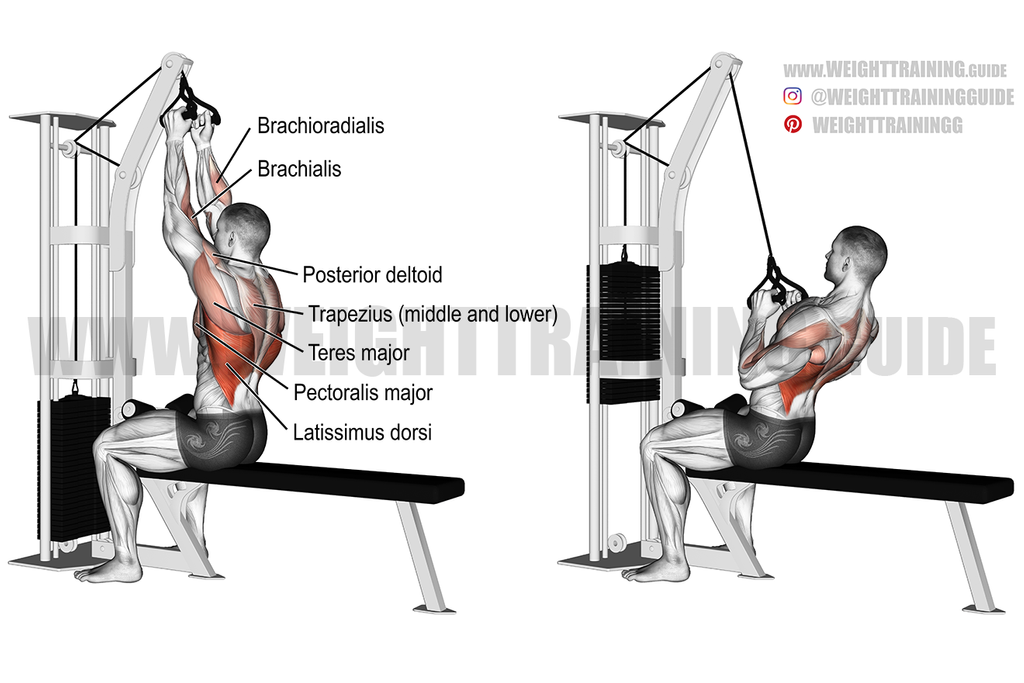 WWW.WEIGHTTRAINING.GUIDE
@WEIGHTTRAININGGUIDE
WEIGHTTRAININGG
Brachioradialis
Brachialis
Posterior deltoid
Trapezius (middle and lower)
Teres major
Pectoralis major
Latissimus dorsi
WWW.WEIGHTTRAINING.GUIDE